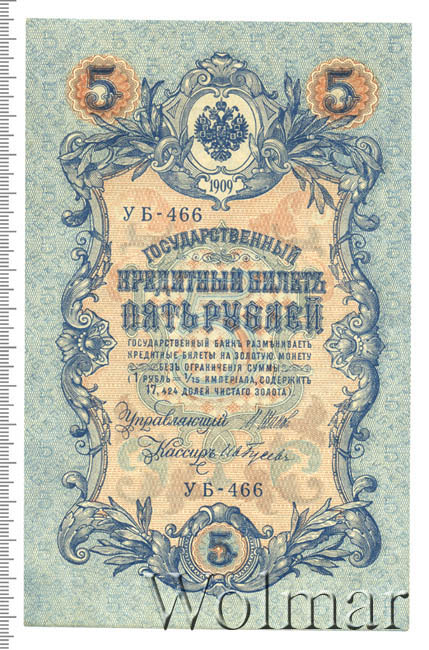 5 5
1909
УБ-466
ГОСУДАРСТВЕННЫЙ
КРЕДИТНЫЙ БИЛЕТЪ
ПЯТЬ РУБЛЕЙ
ГОСУДАРСТВЕННЫЙ БАНКЪ РАЗМѢНИВАЕТЪ
КРЕДИТНЫЕ БИЛЕТЫ НА ЗОЛОТУЮ МОНЕТУ
БЕЗЪ ОГРАНИЧЕНІЯ СУММЫ
(1 РУБЛЬ = 1/15 ИМПЕРІАЛА, СОДЕРЖИТЪ
17,424 ДОЛЕЙ ЧИСТАГО ЗОЛОТА)
Управляющій
Кассиръ
УБ-466
5
Wolmar